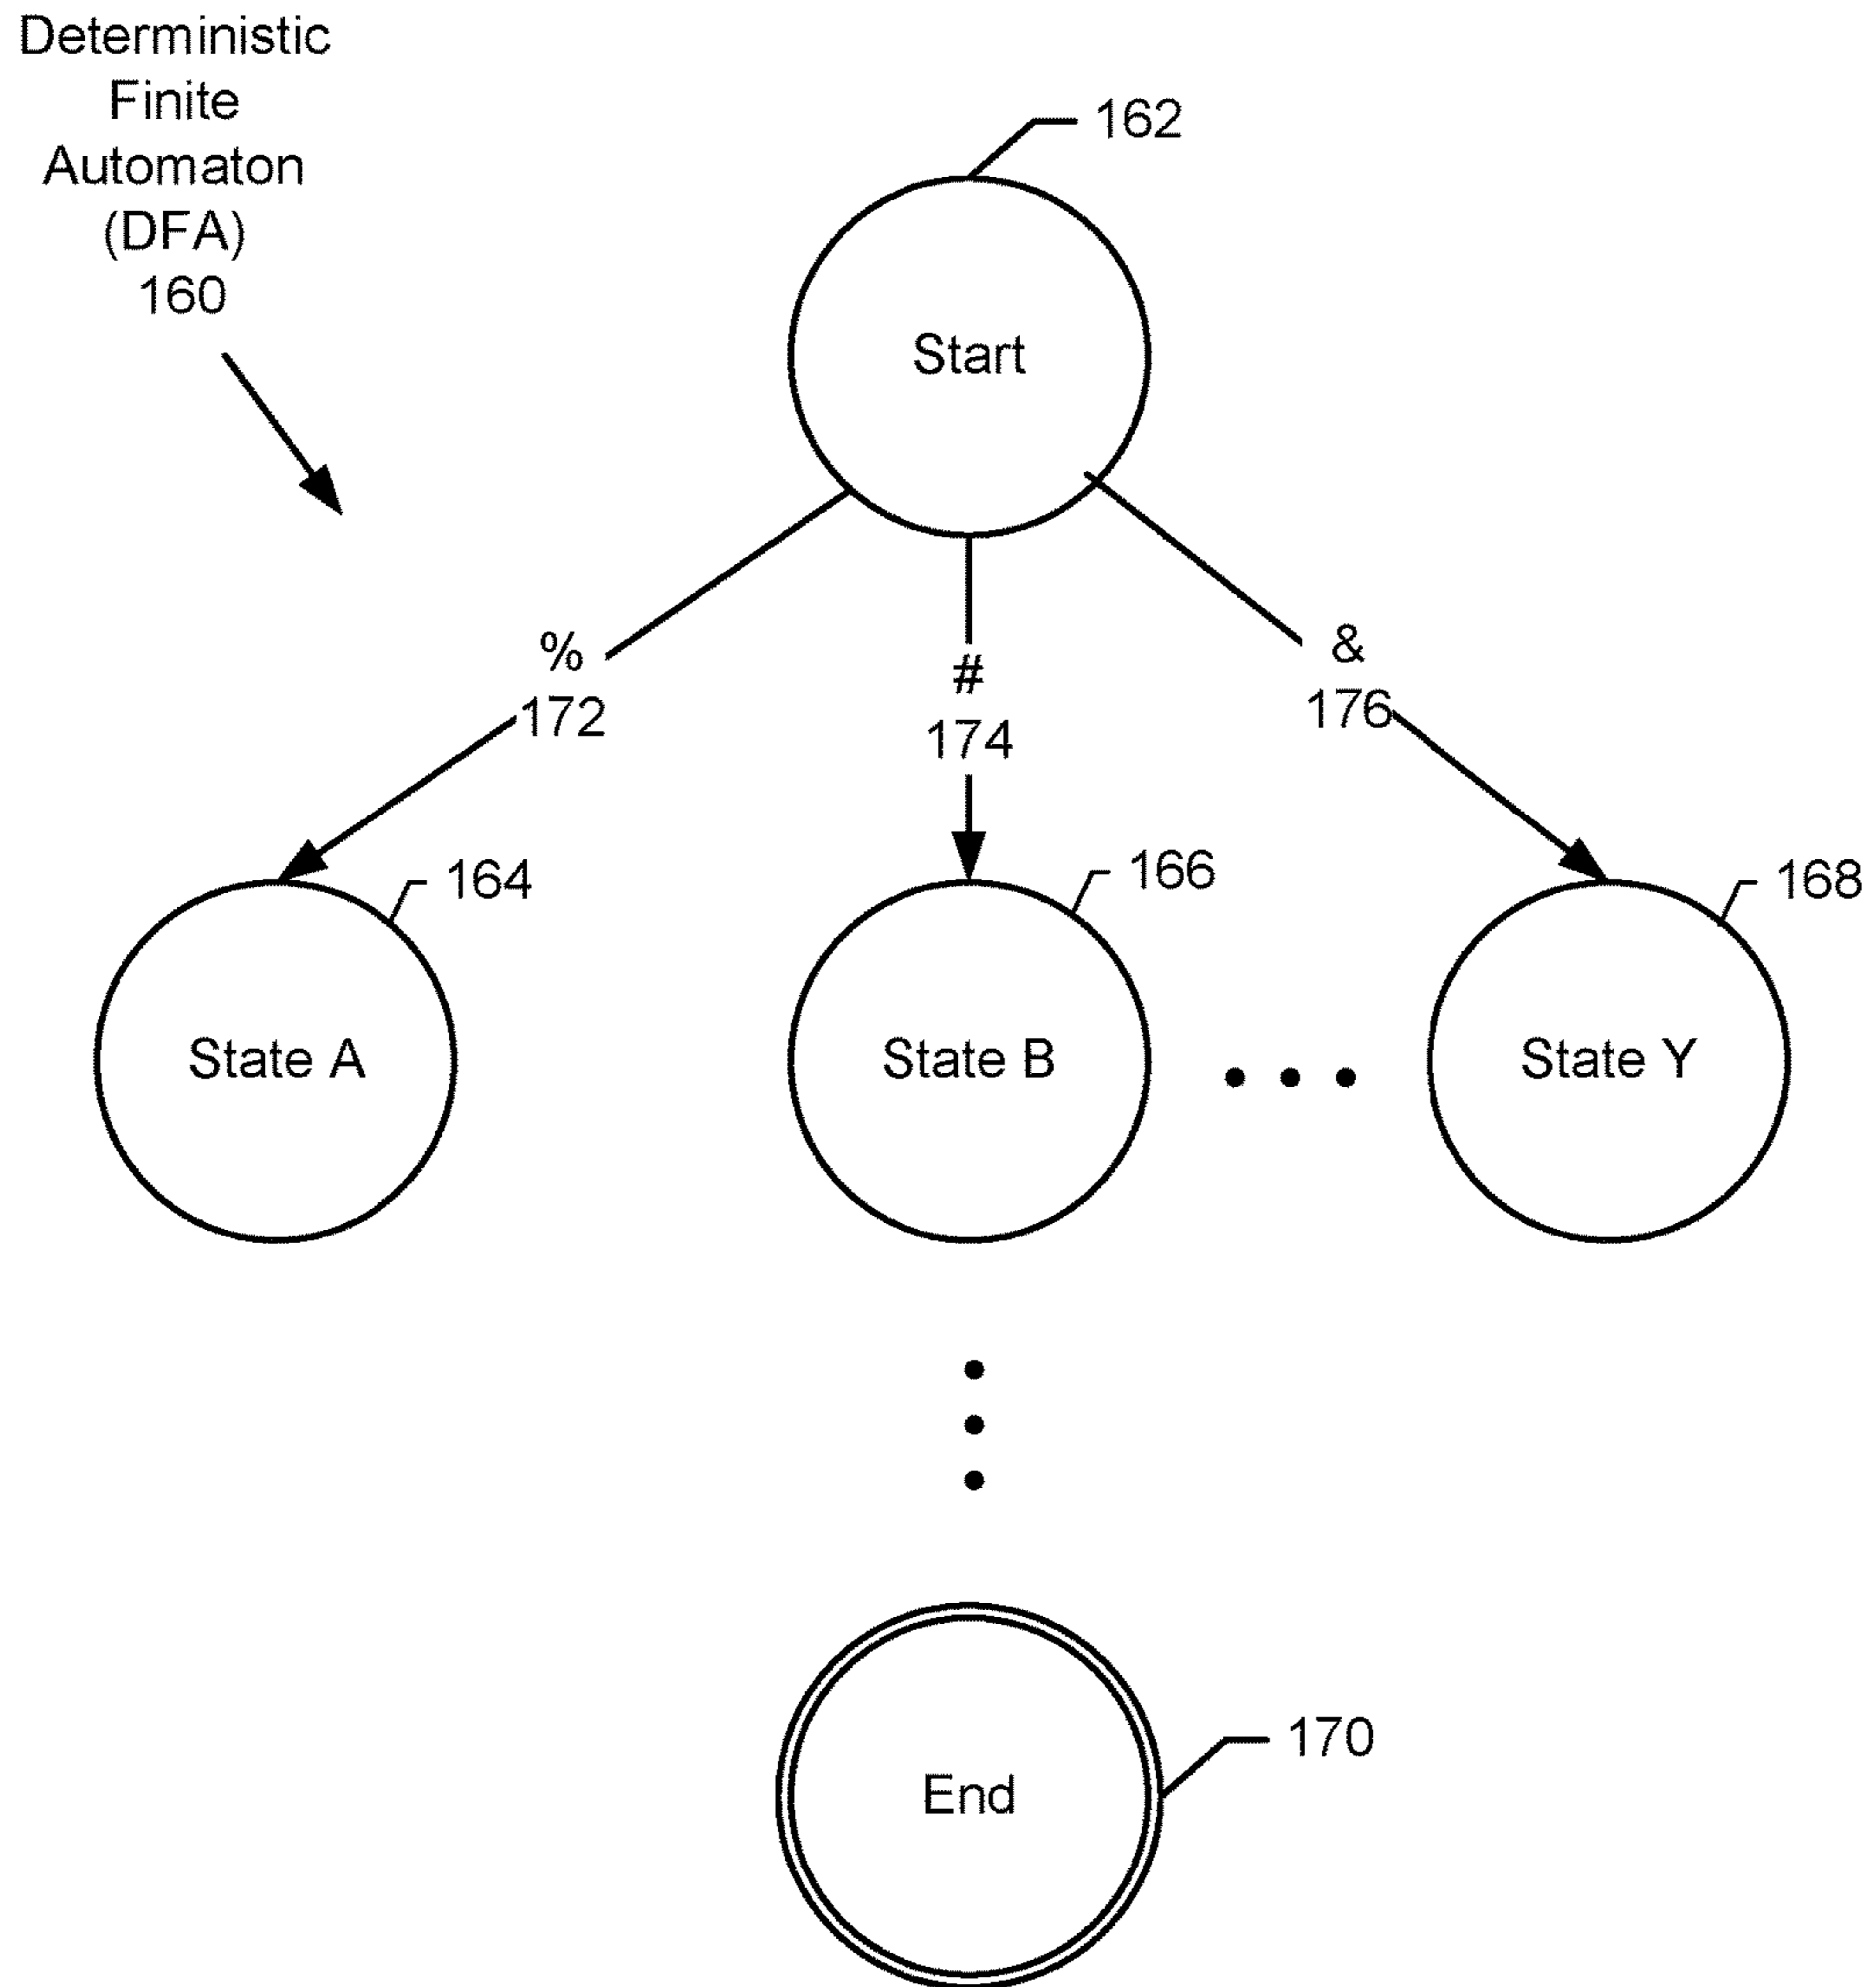 Deterministic
Finite
Automaton
(DFA)
160
162
Start
%
172
#
174
&
176
164
166
168
State A
State B
State Y
170
End